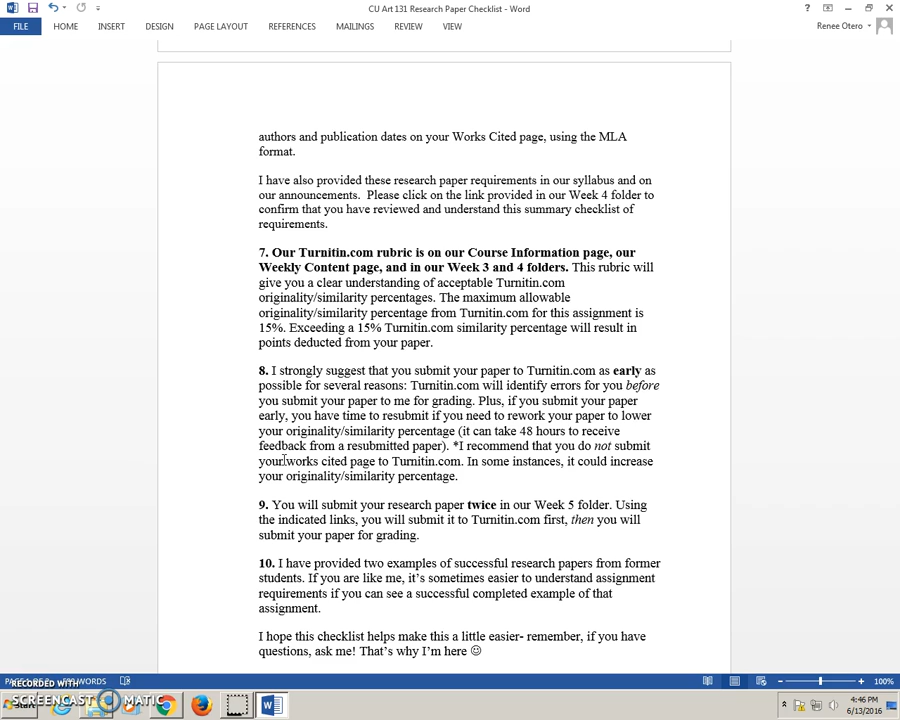 CU Art 131 Research Paper Checklist - Word
FILE HOME INSERT DESIGN PAGE LAYOUT REFERENCES MAILINGS REVIEW VIEW Renee Otero
authors and publication dates on your Works Cited page, using the MLA
format.
I have also provided these research paper requirements in our syllabus and on
our announcements. Please click on the link provided in our Week 4 folder to
confirm that you have reviewed and understand this summary checklist of
requirements.
7. Our Turnitin.com rubric is on our Course Information page, our
Weekly Content page, and in our Week 3 and 4 folders. This rubric will
give you a clear understanding of acceptable Turnitin.com
originality/similarity percentages. The maximum allowable
originality/similarity percentage from Turnitin.com for this assignment is
15%. Exceeding a 15% Turnitin.com similarity percentage will result in
points deducted from your paper.
8. I strongly suggest that you submit your paper to Turnitin.com as early as
possible for several reasons: Turnitin.com will identify errors for you before
you submit your paper to me for grading. Plus, if you submit your paper
early, you have time to resubmit if you need to rework your paper to lower
your originality/similarity percentage (it can take 48 hours to receive
feedback from a resubmitted paper). *I recommend that you do not submit
your works cited page to Turnitin.com. In some instances, it could increase
your originality/similarity percentage.
9. You will submit your research paper twice in our Week 5 folder. Using
the indicated links, you will submit it to Turnitin.com first, then you will
submit your paper for grading.
10. I have provided two examples of successful research papers from former
students. If you are like me, it's sometimes easier to understand assignment
requirements if you can see a successful completed example of that
assignment.
I hope this checklist helps make this a little easier- remember, if you have
questions, ask me! That's why I'm here ☺
WORDS 100%
RECORDED WITH
SCREENCAST MATIC
Start
4:46 PM
6/13/2016